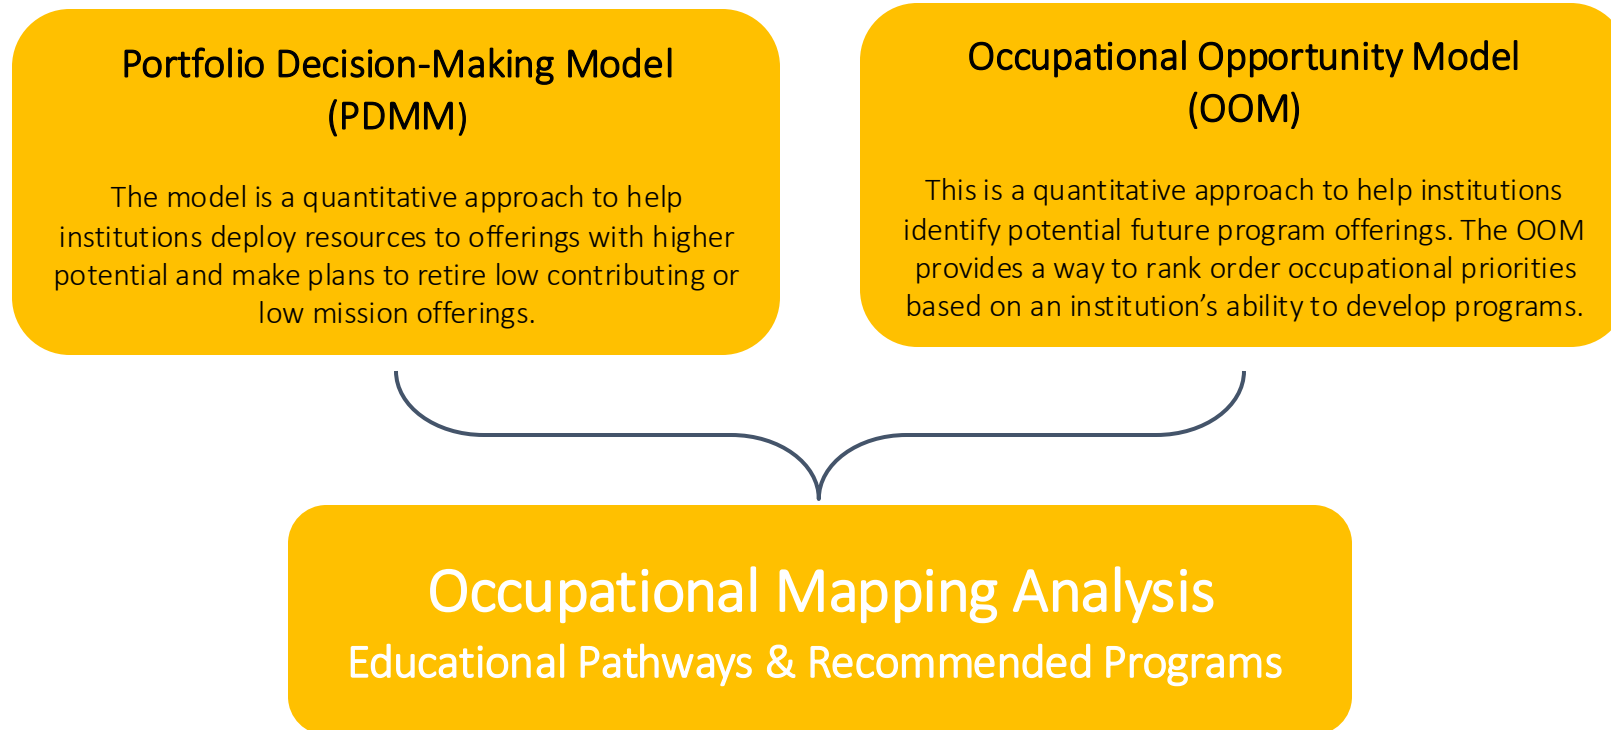 Portfolio Decision-Making Model
(PDMM)
The model is a quantitative approach to help
institutions deploy resources to offerings with higher
potential and make plans to retire low contributing or
low mission offerings.
Occupational Opportunity Model
(OOM)
This is a quantitative approach to help institutions
identify potential future program offerings. The OOM
provides a way to rank order occupational priorities
based on an institution’s ability to develop programs.
Occupational Mapping Analysis
Educational Pathways & Recommended Programs